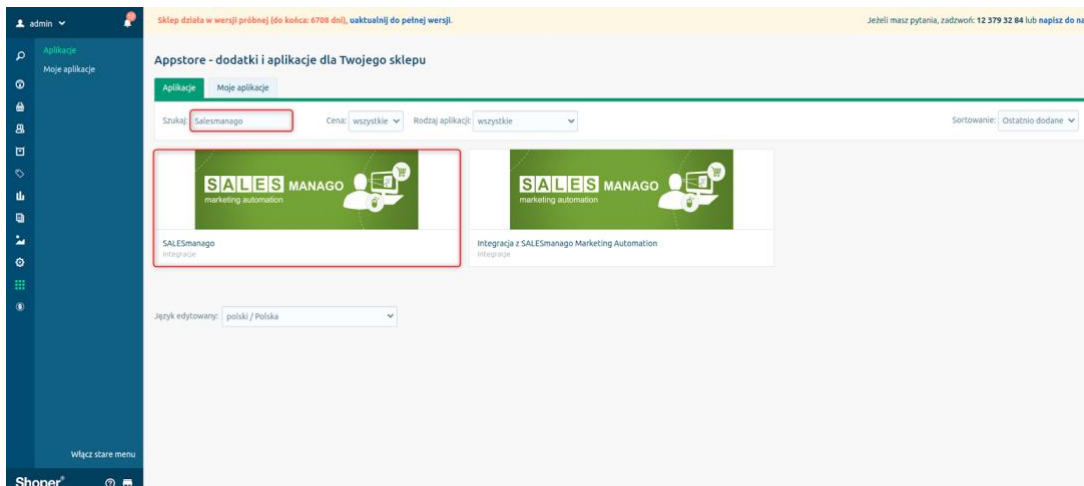 admin
Sklep działa w wersji próbnej (do końca: 6708 dni), uaktualnij do pełnej wersji.
Jeżeli masz pytania, zadzwoń: 12 379 32 84 lub napisz do na
Aplikacje
Moje aplikacje
Appstore - dodatki i aplikacje dla Twojego sklepu
Aplikacje Moje aplikacje
Szukaj: Salesmanago Cena: wszystkie Rodzaj aplikacji: wszystkie Sortowanie: Ostatnio dodane
SALES MANAGO
marketing automation
SALESmanago
Integracje
SALES MANAGO
marketing automation
Integracja z SALESmanago Marketing Automation
Integracje
Język edytowany: polski / Polska
Włącz stare menu
Shoper